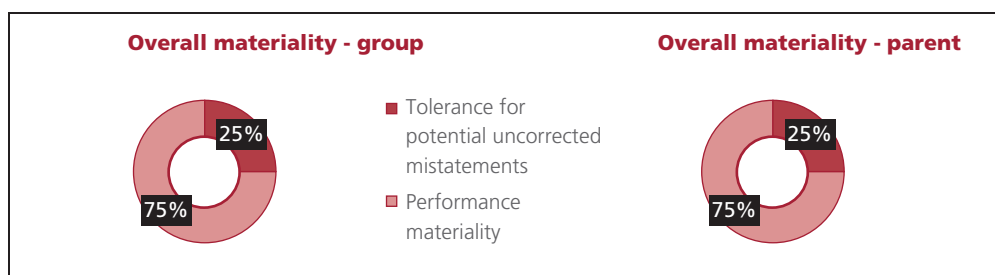 Overall materiality - group
25%
75%
Tolerance for
potential uncorrected
mistatements
Performance
materiality
Overall materiality - parent
25%
75%